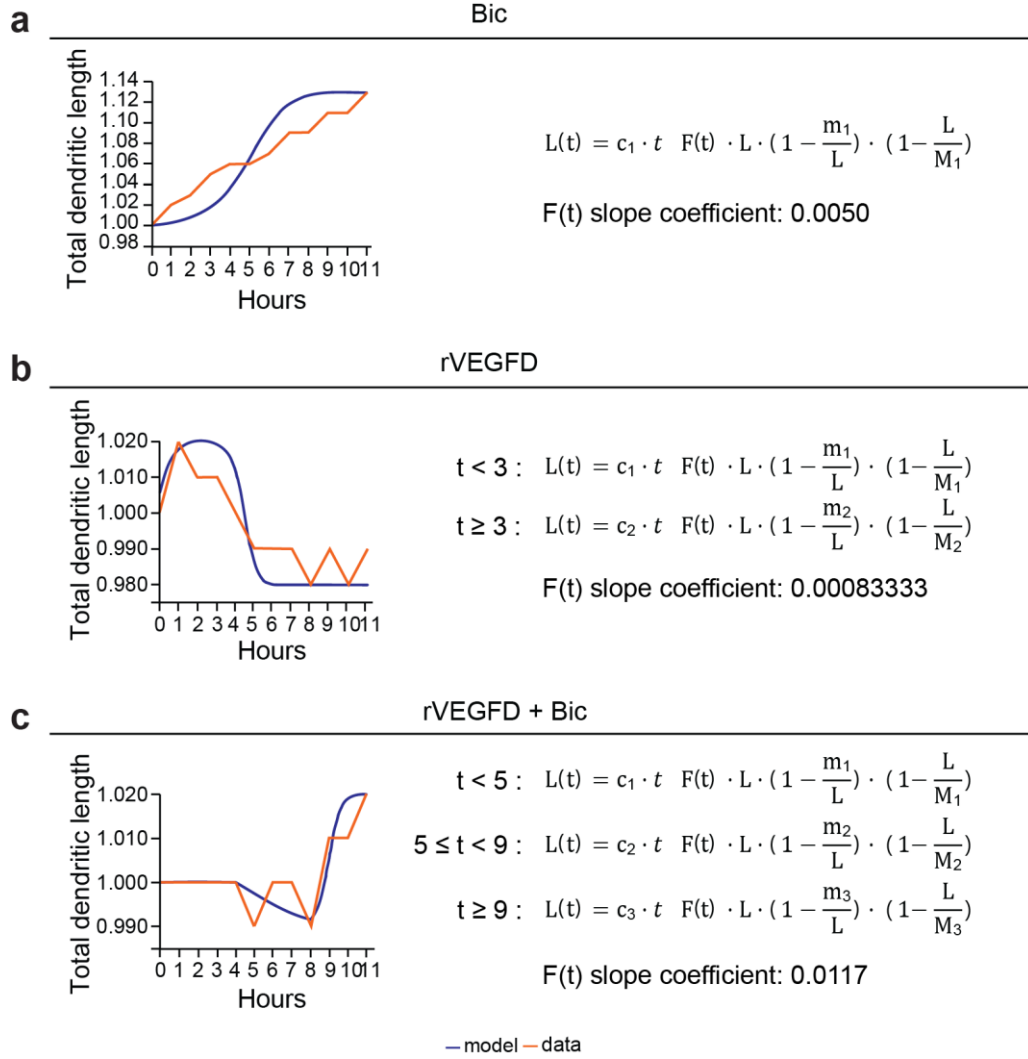 a
Bic
Total dendritic length
1.14
1.12
1.10
1.08
1.06
1.04
1.02
1.00
0.98
0 1 2 3 4 5 6 7 8 9 10 11
Hours
L(t) = c₁ · t F(t) · L · (1 − m₁/L) · (1− L/M₁)
F(t) slope coefficient: 0.0050
b
rVEGFD
Total dendritic length
1.020
1.010
1.000
0.990
0.980
0 1 2 3 4 5 6 7 8 9 10 11
Hours
t < 3 : L(t) = c₁ · t F(t) · L · (1 − m₁/L) · (1− L/M₁)
t ≥ 3 : L(t) = c₂ · t F(t) · L · (1 − m₂/L) · (1− L/M₂)
F(t) slope coefficient: 0.00083333
c
rVEGFD + Bic
Total dendritic length
1.020
1.010
1.000
0.990
0 1 2 3 4 5 6 7 8 9 10 11
Hours
t < 5 : L(t) = c₁ · t F(t) · L · (1 − m₁/L) · (1− L/M₁)
5 ≤ t < 9 : L(t) = c₂ · t F(t) · L · (1 − m₂/L) · (1− L/M₂)
t ≥ 9 : L(t) = c₃ · t F(t) · L · (1 − m₃/L) · (1− L/M₃)
F(t) slope coefficient: 0.0117
model data